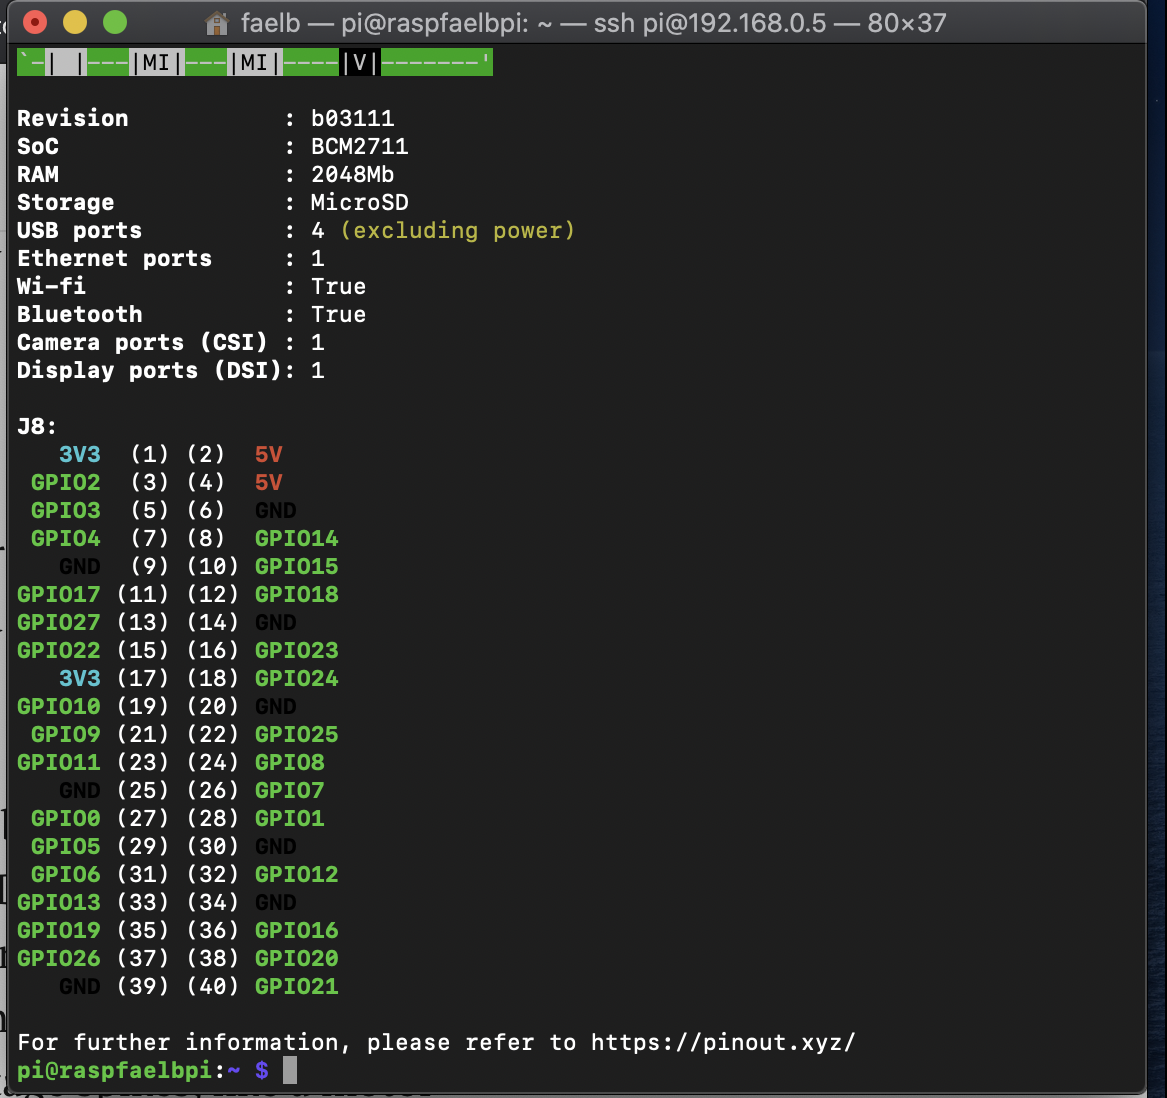 faelb — pi@raspfaelbpi: ~ — ssh pi@192.168.0.5 — 80×37
`-| |---|MI|---|MI|----|V|-------'
Revision : b03111
SoC : BCM2711
RAM : 2048Mb
Storage : MicroSD
USB ports : 4 (excluding power)
Ethernet ports : 1
Wi-fi : True
Bluetooth : True
Camera ports (CSI) : 1
Display ports (DSI): 1
J8:
3V3 (1) (2) 5V
GPIO2 (3) (4) 5V
GPIO3 (5) (6) GND
GPIO4 (7) (8) GPIO14
GND (9) (10) GPIO15
GPIO17 (11) (12) GPIO18
GPIO27 (13) (14) GND
GPIO22 (15) (16) GPIO23
3V3 (17) (18) GPIO24
GPIO10 (19) (20) GND
GPIO9 (21) (22) GPIO25
GPIO11 (23) (24) GPIO8
GND (25) (26) GPIO7
GPIO0 (27) (28) GPIO1
GPIO5 (29) (30) GND
GPIO6 (31) (32) GPIO12
GPIO13 (33) (34) GND
GPIO19 (35) (36) GPIO16
GPIO26 (37) (38) GPIO20
GND (39) (40) GPIO21
For further information, please refer to https://pinout.xyz/
pi@raspfaelbpi:~ $